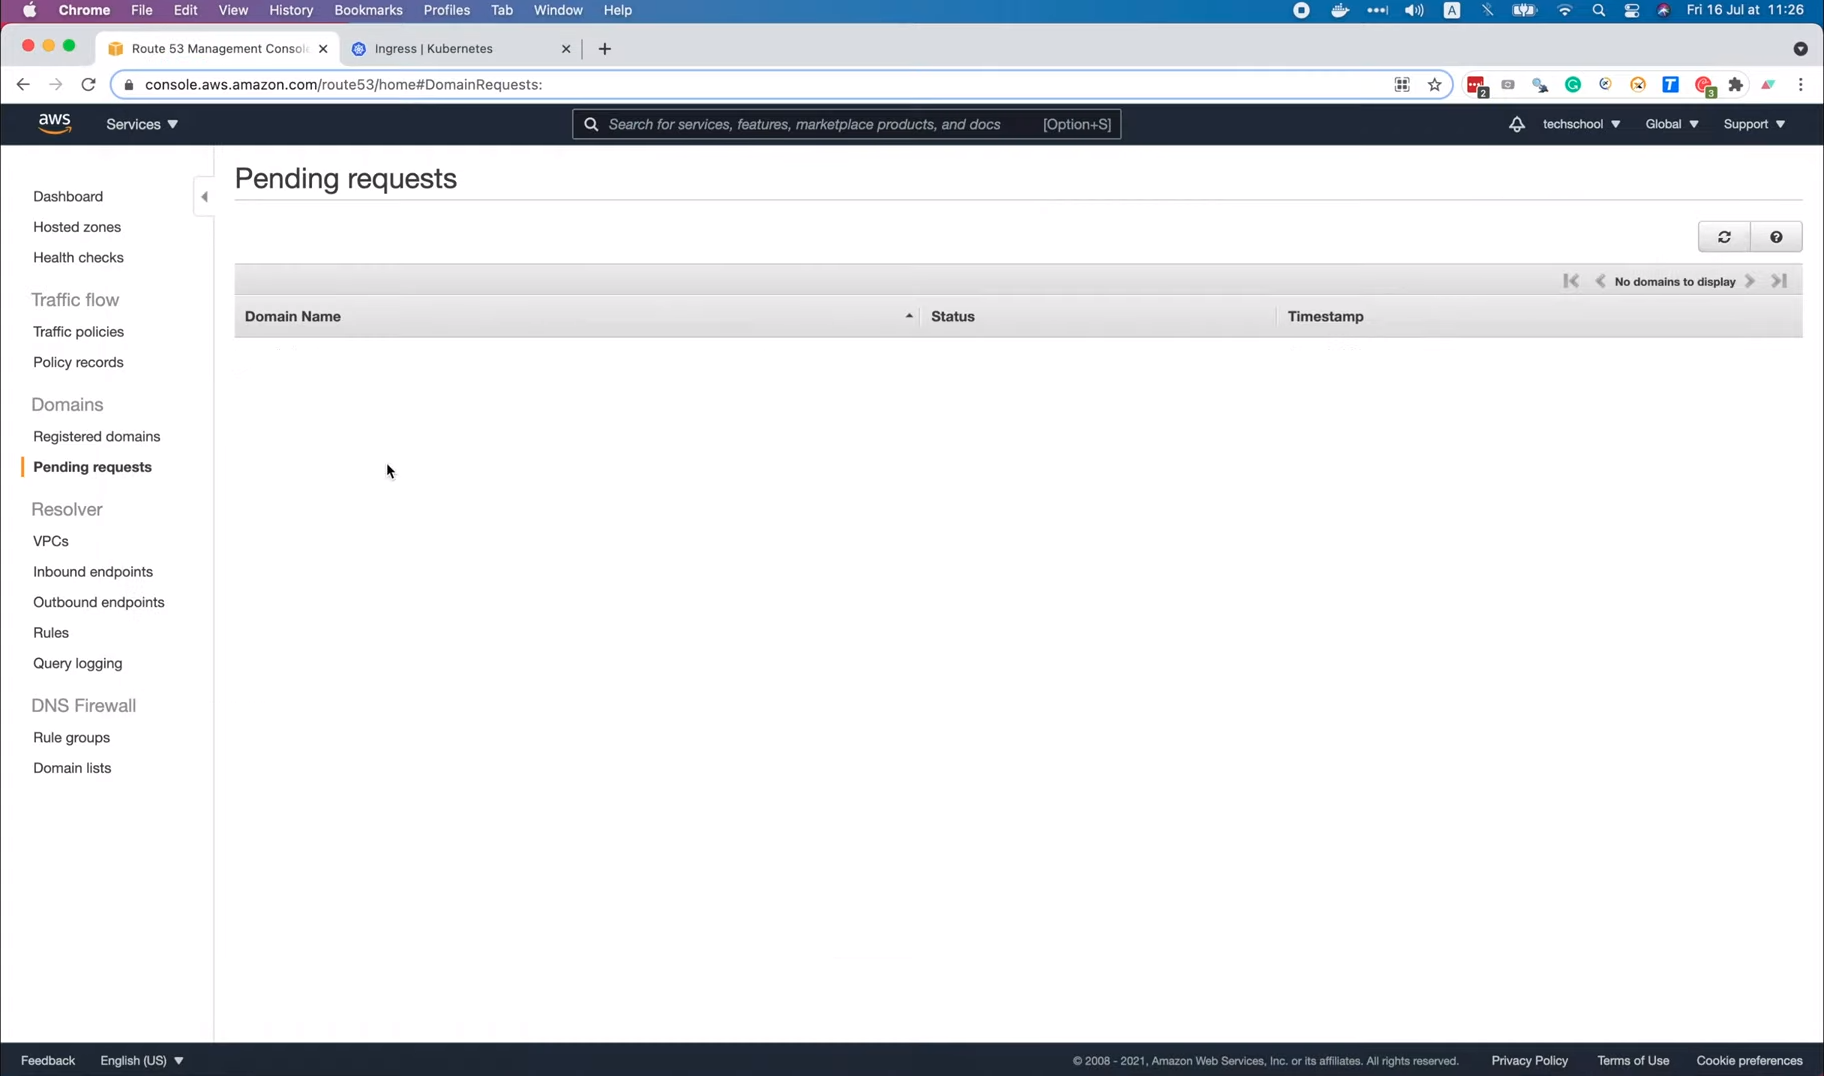 Chrome File Edit View History Bookmarks Profiles Tab Window Help A Fri 16 Jul at 11:26
Route 53 Management Conso Ingress | Kubernetes
console.aws.amazon.com/route53/home#DomainRequests: 2 T 3
aws Services Search for services, features, marketplace products, and docs [Option+S] techschool Global Support
Pending requests
Dashboard
Hosted zones
Health checks
Traffic flow
Traffic policies
Policy records
Domains
Registered domains
Pending requests
Resolver
VPCs
Inbound endpoints
Outbound endpoints
Rules
Query logging
DNS Firewall
Rule groups
Domain lists
No domains to display
Domain Name Status Timestamp
Feedback English (US) © 2008 - 2021, Amazon Web Services, Inc. or its affiliates. All rights reserved. Privacy Policy Terms of Use Cookie preferences